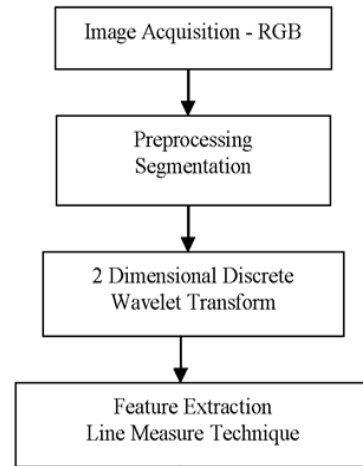 Image Acquisition - RGB
Preprocessing
Segmentation
2 Dimensional Discrete
Wavelet Transform
Feature Extraction
Line Measure Technique